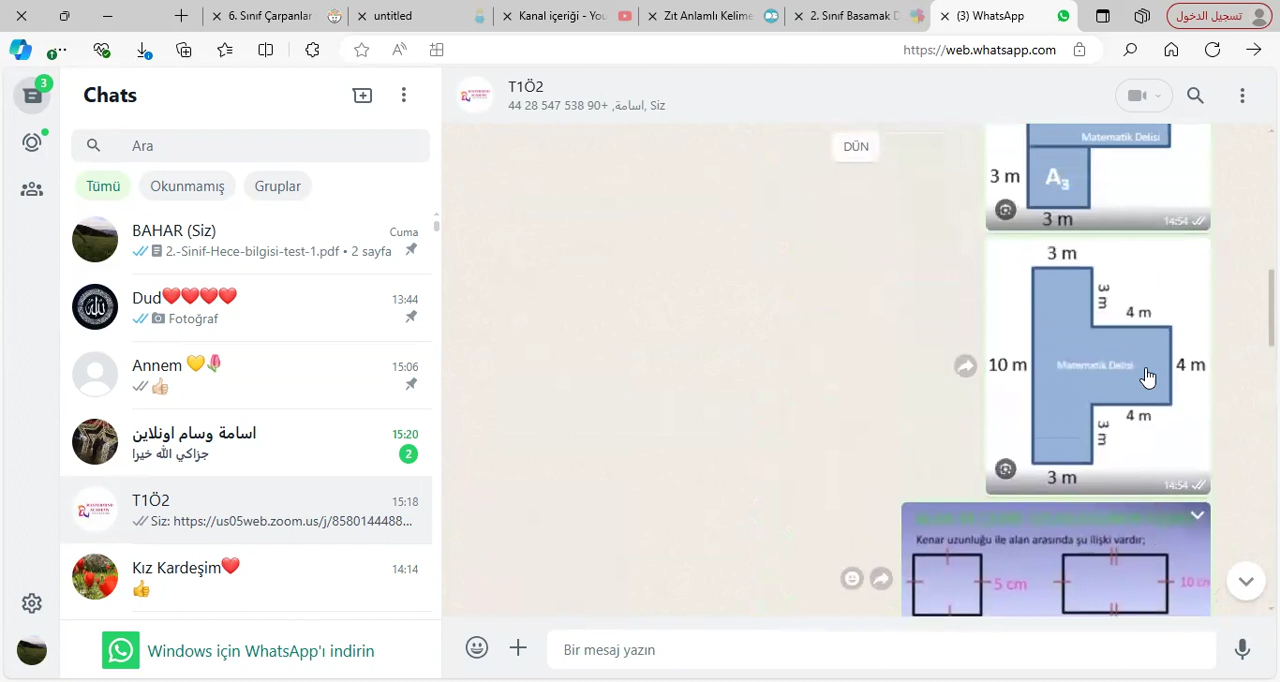 6. Sınıf Çarpanlar
untitled
Kanal içeriği - You
Zıt Anlamlı Kelime
2. Sınıf Basamak D
(3) WhatsApp
تسجيل الدخول
https://web.whatsapp.com
3
Chats
Ara
Tümü
Okunmamış
Gruplar
BAHAR (Siz)
Cuma
2.-Sinif-Hece-bilgisi-test-1.pdf • 2 sayfa
Dud
13:44
Fotoğraf
Annem
15:06
اسامة وسام اونلاين
15:20
جزاكي الله خيرا
2
T1Ö2
15:18
Siz: https://us05web.zoom.us/j/8580144488...
Kız Kardeşim
14:14
Windows için WhatsApp'ı indirin
T1Ö2
اسامة, +90 538 547 28 44, Siz
DÜN
Matematik Delisi
3 m
A3
3 m
14:54
3 m
3 m
4 m
10 m
Matematik Delisi
4 m
4 m
3 m
3 m
14:54
Kenar uzunluğu ile alan arasında şu ilişki vardır;
5 cm
10 cm
Bir mesaj yazın